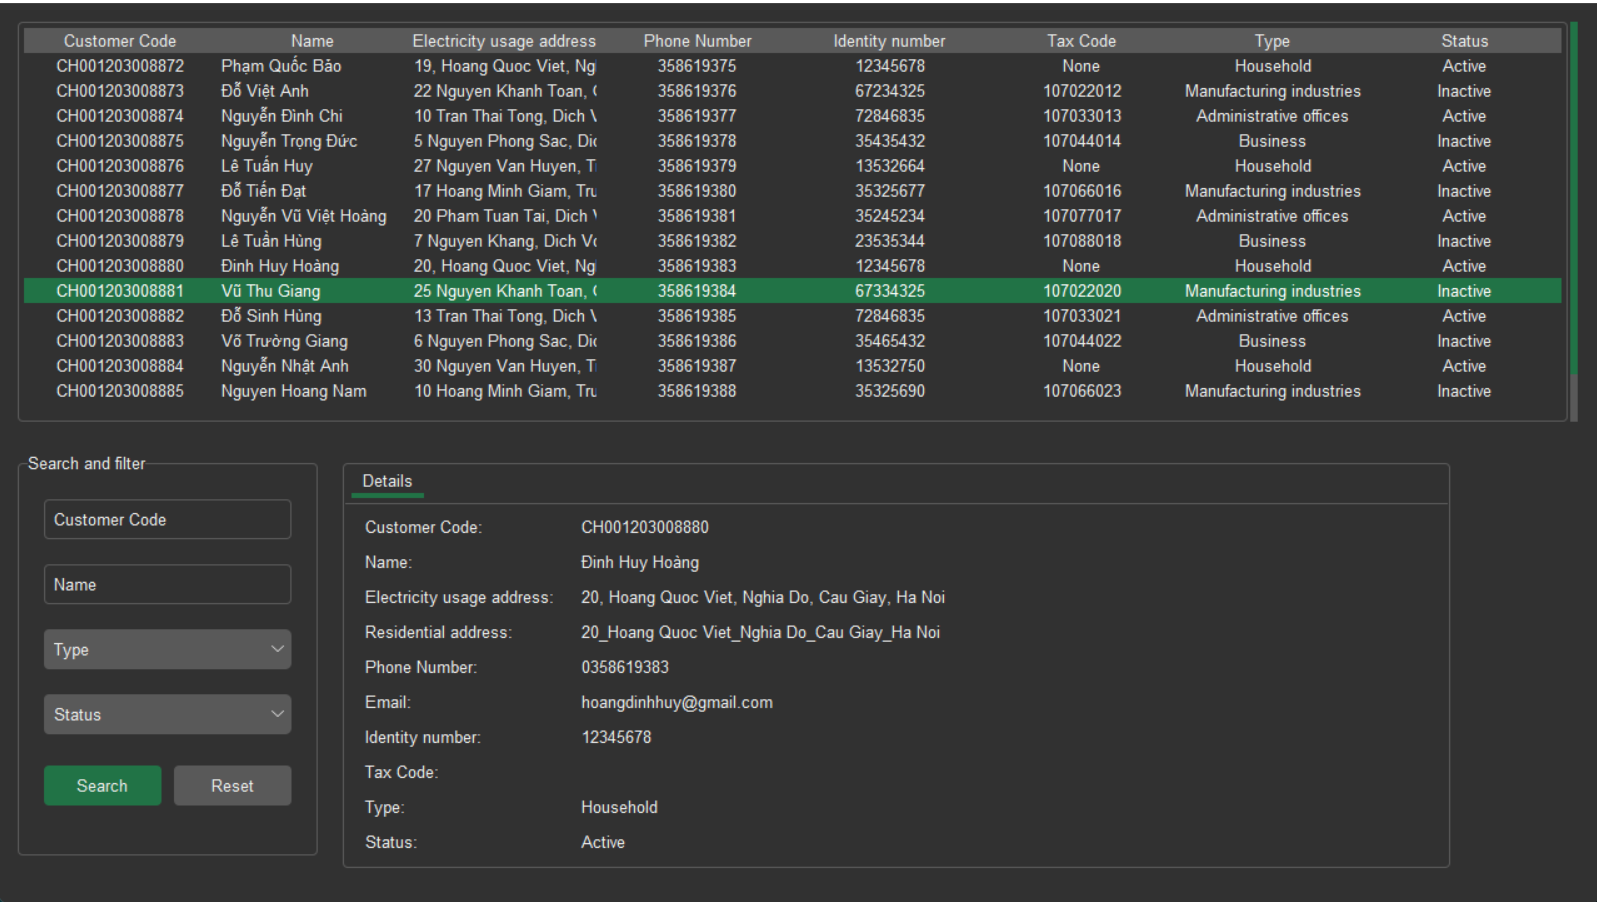 Customer Code Name Electricity usage address Phone Number Identity number Tax Code Type Status
CH001203008872 Phạm Quốc Bảo 19, Hoang Quoc Viet, Ng 358619375 12345678 None Household Active
CH001203008873 Đỗ Việt Anh 22 Nguyen Khanh Toan, 358619376 67234325 107022012 Manufacturing industries Inactive
CH001203008874 Nguyễn Đình Chi 10 Tran Thai Tong, Dich V 358619377 72846835 107033013 Administrative offices Active
CH001203008875 Nguyễn Trọng Đức 5 Nguyen Phong Sac, Dic 358619378 35435432 107044014 Business Inactive
CH001203008876 Lê Tuấn Huy 27 Nguyen Van Huyen, T 358619379 13532664 None Household Active
CH001203008877 Đỗ Tiến Đạt 17 Hoang Minh Giam, Tru 358619380 35325677 107066016 Manufacturing industries Inactive
CH001203008878 Nguyễn Vũ Việt Hoàng 20 Pham Tuan Tai, Dich V 358619381 35245234 107077017 Administrative offices Active
CH001203008879 Lê Tuấn Hùng 7 Nguyen Khang, Dich Vo 358619382 23535344 107088018 Business Inactive
CH001203008880 Đinh Huy Hoàng 20, Hoang Quoc Viet, Ng 358619383 12345678 None Household Active
CH001203008881 Vũ Thu Giang 25 Nguyen Khanh Toan, 358619384 67334325 107022020 Manufacturing industries Inactive
CH001203008882 Đỗ Sinh Hùng 13 Tran Thai Tong, Dich V 358619385 72846835 107033021 Administrative offices Active
CH001203008883 Võ Trường Giang 6 Nguyen Phong Sac, Dic 358619386 35465432 107044022 Business Inactive
CH001203008884 Nguyễn Nhật Anh 30 Nguyen Van Huyen, T 358619387 13532750 None Household Active
CH001203008885 Nguyen Hoang Nam 10 Hoang Minh Giam, Tru 358619388 35325690 107066023 Manufacturing industries Inactive
Search and filter
Customer Code
Name
Type
Status
Search Reset
Details
Customer Code: CH001203008880
Name: Đinh Huy Hoàng
Electricity usage address: 20, Hoang Quoc Viet, Nghia Do, Cau Giay, Ha Noi
Residential address: 20_Hoang Quoc Viet_Nghia Do_Cau Giay_Ha Noi
Phone Number: 0358619383
Email: hoangdinhhuy@gmail.com
Identity number: 12345678
Tax Code:
Type: Household
Status: Active